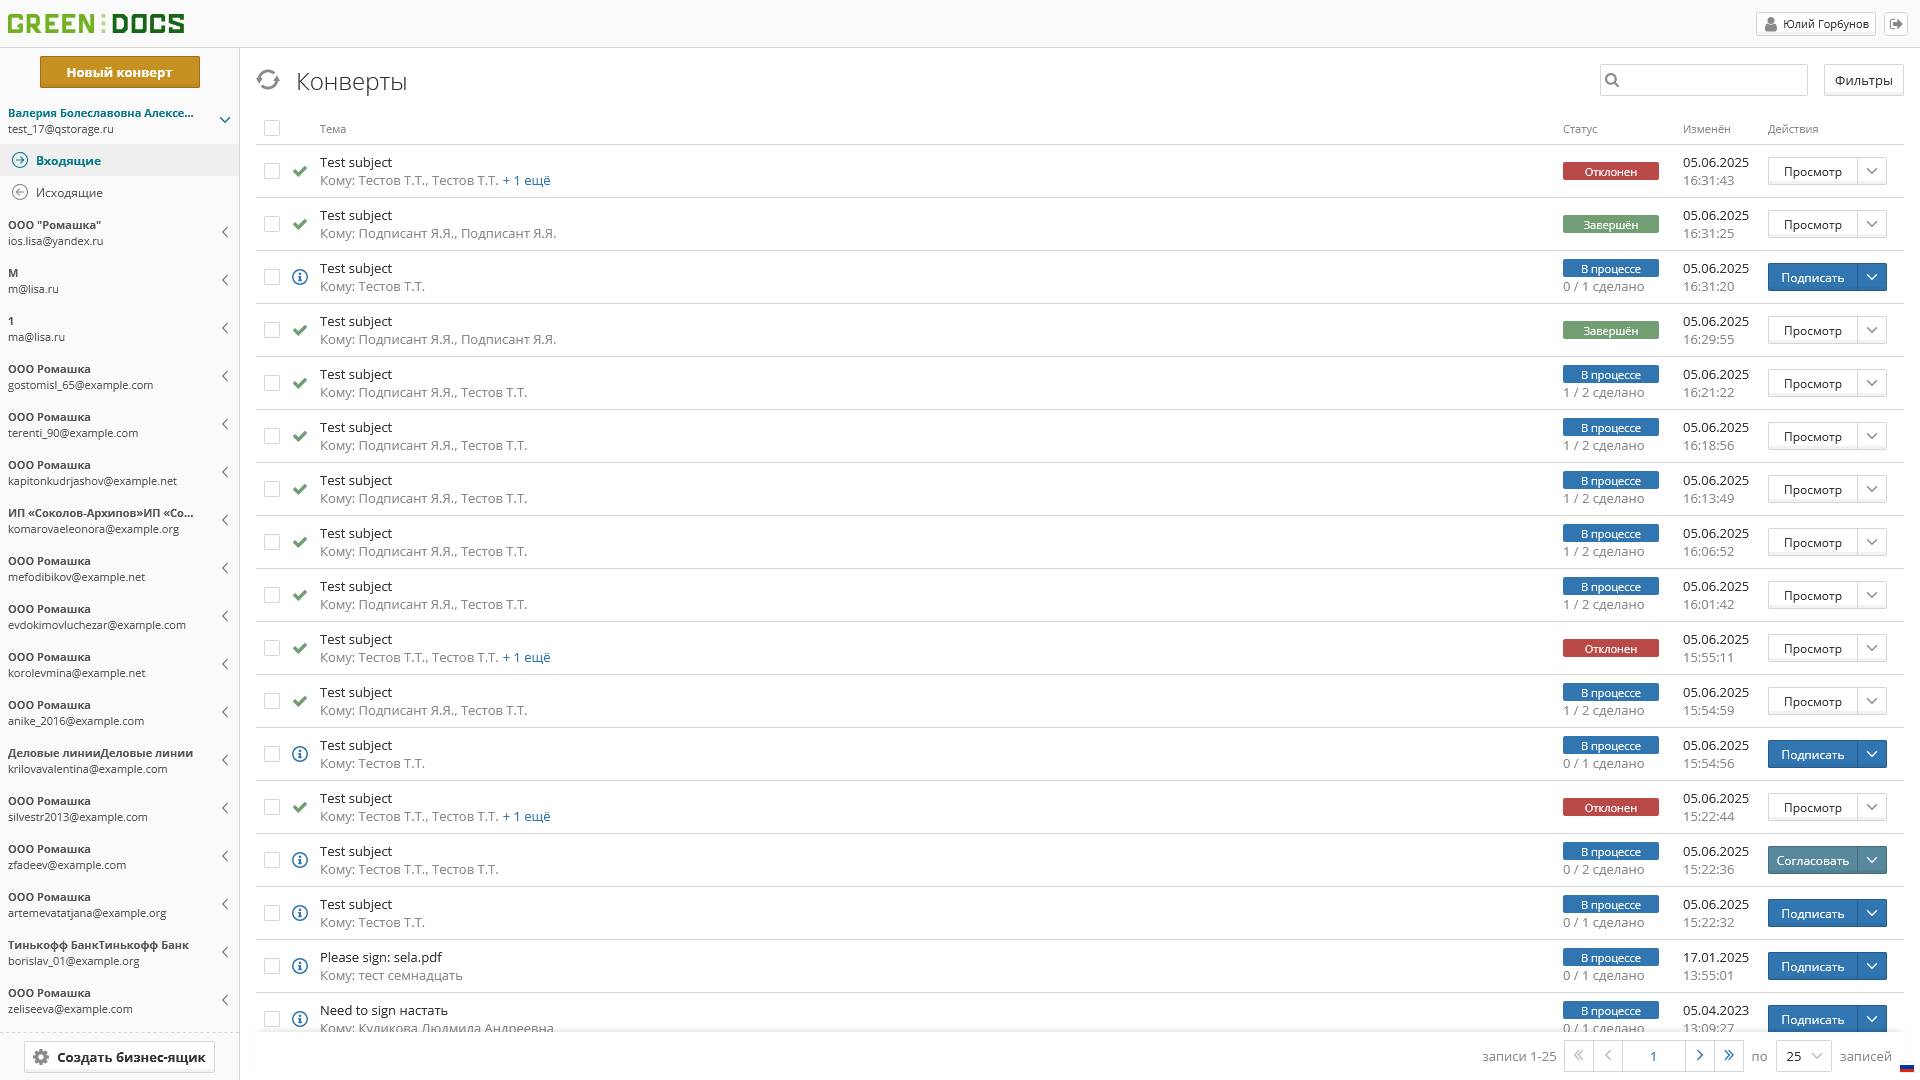 GREEN:DOCS
Юлий Горбунов
Новый конверт
Валерия Болеславовна Алексе...
test_17@qstorage.ru
Входящие
Исходящие
ООО "Ромашка"
ios.lisa@yandex.ru
М
m@lisa.ru
1
ma@lisa.ru
ООО Ромашка
gostomisl_65@example.com
ООО Ромашка
terenti_90@example.com
ООО Ромашка
kapitonkudrjashov@example.net
ИП «Соколов-Архипов»ИП «Со...
komarovaeleonora@example.org
ООО Ромашка
mefodibikov@example.net
ООО Ромашка
evdokimovluchezar@example.com
ООО Ромашка
korolevmina@example.net
ООО Ромашка
anike_2016@example.com
Деловые линииДеловые линии
krilovavalentina@example.com
ООО Ромашка
silvestr2013@example.com
ООО Ромашка
zfadeev@example.com
ООО Ромашка
artemevatatjana@example.org
Тинькофф БанкТинькофф Банк
borislav_01@example.org
ООО Ромашка
zeliseeva@example.com
Создать бизнес-ящик
Конверты
Фильтры
Тема Статус Изменён Действия
Test subject 05.06.2025
Кому: Тестов Т.Т., Тестов Т.Т. + 1 ещё Отклонен 16:31:43 Просмотр
Test subject 05.06.2025
Кому: Подписант Я.Я., Подписант Я.Я. Завершён 16:31:25 Просмотр
Test subject В процессе 05.06.2025
Кому: Тестов Т.Т. 0 / 1 сделано 16:31:20 Подписать
Test subject 05.06.2025
Кому: Подписант Я.Я., Подписант Я.Я. Завершён 16:29:55 Просмотр
Test subject В процессе 05.06.2025
Кому: Подписант Я.Я., Тестов Т.Т. 1 / 2 сделано 16:21:22 Просмотр
Test subject В процессе 05.06.2025
Кому: Подписант Я.Я., Тестов Т.Т. 1 / 2 сделано 16:18:56 Просмотр
Test subject В процессе 05.06.2025
Кому: Подписант Я.Я., Тестов Т.Т. 1 / 2 сделано 16:13:49 Просмотр
Test subject В процессе 05.06.2025
Кому: Подписант Я.Я., Тестов Т.Т. 1 / 2 сделано 16:06:52 Просмотр
Test subject В процессе 05.06.2025
Кому: Подписант Я.Я., Тестов Т.Т. 1 / 2 сделано 16:01:42 Просмотр
Test subject 05.06.2025
Кому: Тестов Т.Т., Тестов Т.Т. + 1 ещё Отклонен 15:55:11 Просмотр
Test subject В процессе 05.06.2025
Кому: Подписант Я.Я., Тестов Т.Т. 1 / 2 сделано 15:54:59 Просмотр
Test subject В процессе 05.06.2025
Кому: Тестов Т.Т. 0 / 1 сделано 15:54:56 Подписать
Test subject 05.06.2025
Кому: Тестов Т.Т., Тестов Т.Т. + 1 ещё Отклонен 15:22:44 Просмотр
Test subject В процессе 05.06.2025
Кому: Тестов Т.Т., Тестов Т.Т. 0 / 2 сделано 15:22:36 Согласовать
Test subject В процессе 05.06.2025
Кому: Тестов Т.Т. 0 / 1 сделано 15:22:32 Подписать
Please sign: sela.pdf В процессе 17.01.2025
Кому: тест семнадцать 0 / 1 сделано 13:55:01 Подписать
Need to sign настать В процессе 05.04.2023
Кому: Куликова Людмила Андреевна 0 / 1 сделано 13:09:27 Подписать
записи 1-25 1 по 25 записей